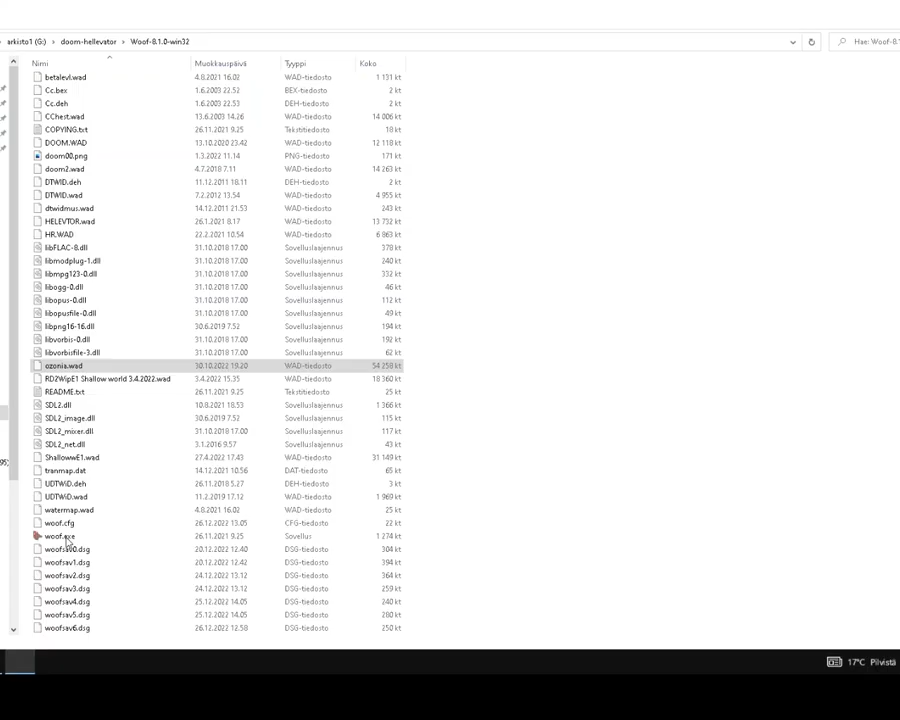 arkisto1 (G:) > doom-hellevator > Woof-8.1.0-win32 Hae: Woof-8.1
Nimi Muokkauspäivä Tyyppi Koko
betalevl.wad 4.8.2021 16.02 WAD-tiedosto 1 131 kt
Cc.bex 1.6.2003 22.52 BEX-tiedosto 2 kt
Cc.deh 1.6.2003 22.53 DEH-tiedosto 2 kt
CChest.wad 13.6.2003 14.26 WAD-tiedosto 14 006 kt
COPYING.txt 26.11.2021 9.25 Tekstitiedosto 18 kt
DOOM.WAD 13.10.2020 23.42 WAD-tiedosto 12 118 kt
doom00.png 1.3.2022 11.14 PNG-tiedosto 171 kt
doom2.wad 4.7.2018 7.11 WAD-tiedosto 14 263 kt
DTWID.deh 11.12.2011 18.11 DEH-tiedosto 2 kt
DTWID.wad 7.2.2012 13.54 WAD-tiedosto 4 955 kt
dtwidmus.wad 14.12.2011 21.53 WAD-tiedosto 243 kt
HELEVTOR.wad 26.1.2021 8.17 WAD-tiedosto 13 732 kt
HR.WAD 22.2.2021 10.54 WAD-tiedosto 6 863 kt
libFLAC-8.dll 31.10.2018 17.00 Sovelluslaajennus 378 kt
libmodplug-1.dll 31.10.2018 17.00 Sovelluslaajennus 240 kt
libmpg123-0.dll 31.10.2018 17.00 Sovelluslaajennus 332 kt
libogg-0.dll 31.10.2018 17.00 Sovelluslaajennus 46 kt
libopus-0.dll 31.10.2018 17.00 Sovelluslaajennus 112 kt
libopusfile-0.dll 31.10.2018 17.00 Sovelluslaajennus 49 kt
libpng16-16.dll 30.6.2019 7.52 Sovelluslaajennus 194 kt
libvorbis-0.dll 31.10.2018 17.00 Sovelluslaajennus 192 kt
libvorbisfile-3.dll 31.10.2018 17.00 Sovelluslaajennus 62 kt
ozonia.wad 30.10.2022 19.20 WAD-tiedosto 54 258 kt
RD2WipE1 Shallow world 3.4.2022.wad 3.4.2022 15.35 WAD-tiedosto 18 360 kt
README.txt 26.11.2021 9.25 Tekstitiedosto 25 kt
SDL2.dll 10.8.2021 18.53 Sovelluslaajennus 1 366 kt
SDL2_image.dll 30.6.2019 7.52 Sovelluslaajennus 115 kt
SDL2_mixer.dll 31.10.2018 17.00 Sovelluslaajennus 117 kt
SDL2_net.dll 3.1.2016 9.57 Sovelluslaajennus 43 kt
ShallowwE1.wad 27.4.2022 17.43 WAD-tiedosto 31 149 kt
tranmap.dat 14.12.2021 10.56 DAT-tiedosto 65 kt
UDTWiD.deh 26.11.2018 5.27 DEH-tiedosto 3 kt
UDTWiD.wad 11.2.2019 17.12 WAD-tiedosto 1 969 kt
watermap.wad 4.8.2021 16.02 WAD-tiedosto 25 kt
woof.cfg 26.12.2022 13.05 CFG-tiedosto 22 kt
woof.exe 26.11.2021 9.25 Sovellus 1 274 kt
woofsav0.dsg 20.12.2022 12.40 DSG-tiedosto 304 kt
woofsav1.dsg 20.12.2022 12.42 DSG-tiedosto 394 kt
woofsav2.dsg 24.12.2022 13.12 DSG-tiedosto 364 kt
woofsav3.dsg 24.12.2022 13.12 DSG-tiedosto 259 kt
woofsav4.dsg 25.12.2022 14.05 DSG-tiedosto 240 kt
woofsav5.dsg 25.12.2022 14.05 DSG-tiedosto 280 kt
woofsav6.dsg 26.12.2022 12.58 DSG-tiedosto 250 kt
17°C Pilvistä